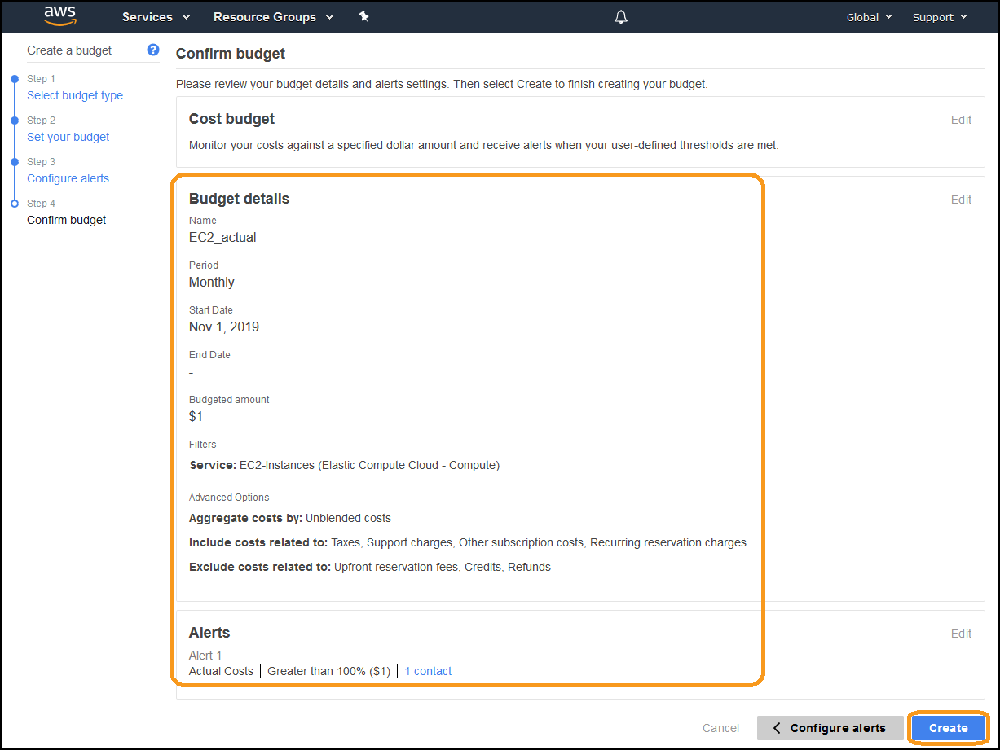 aws Services Resource Groups Global Support
Create a budget ?
Step 1
Select budget type
Step 2
Set your budget
Step 3
Configure alerts
Step 4
Confirm budget
Confirm budget
Please review your budget details and alerts settings. Then select Create to finish creating your budget.
Cost budget Edit
Monitor your costs against a specified dollar amount and receive alerts when your user-defined thresholds are met.
Budget details Edit
Name
EC2_actual
Period
Monthly
Start Date
Nov 1, 2019
End Date
-
Budgeted amount
$1
Filters
Service: EC2-Instances (Elastic Compute Cloud - Compute)
Advanced Options
Aggregate costs by: Unblended costs
Include costs related to: Taxes, Support charges, Other subscription costs, Recurring reservation charges
Exclude costs related to: Upfront reservation fees, Credits, Refunds
Alerts Edit
Alert 1
Actual Costs | Greater than 100% ($1) | 1 contact
Cancel Configure alerts Create